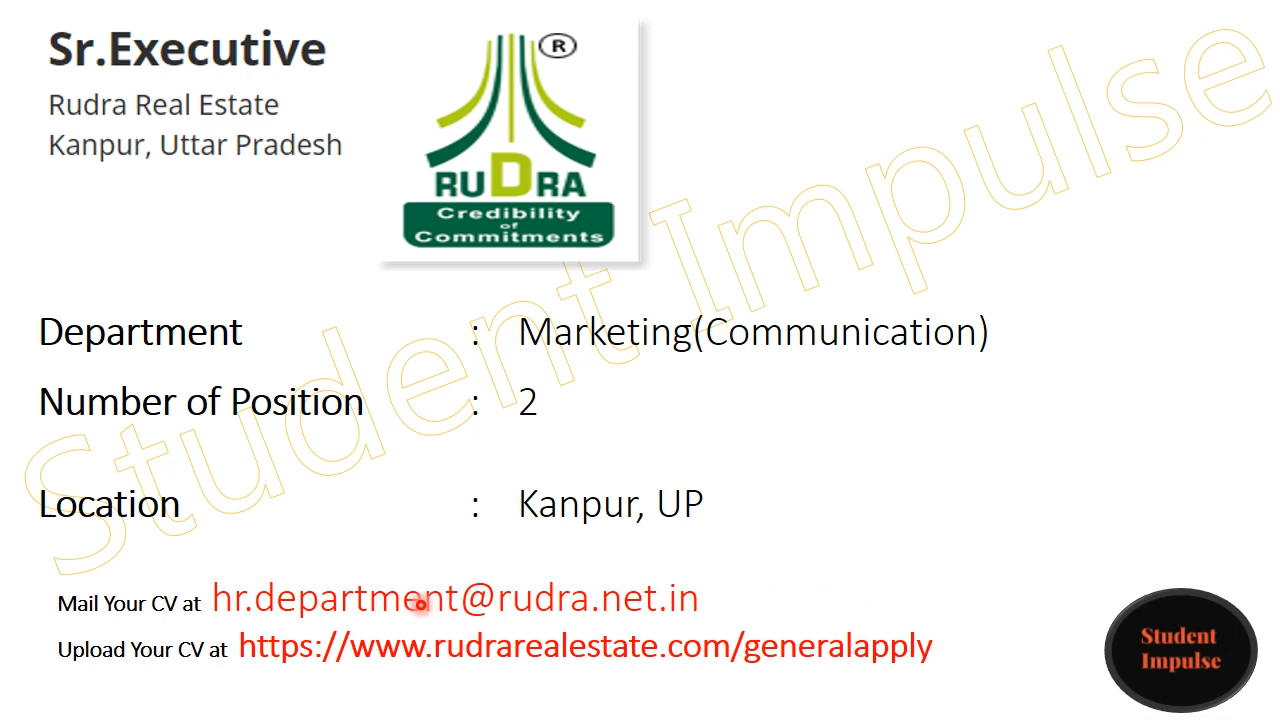 Sr.Executive
Rudra Real Estate
Kanpur, Uttar Pradesh
®
RUDRA
Credibility
of
Commitments
Student Impulse
Department : Marketing(Communication)
Number of Position : 2
Location : Kanpur, UP
Mail Your CV at hr.department@rudra.net.in
Upload Your CV at https://www.rudrarealestate.com/generalapply
Student
Impulse